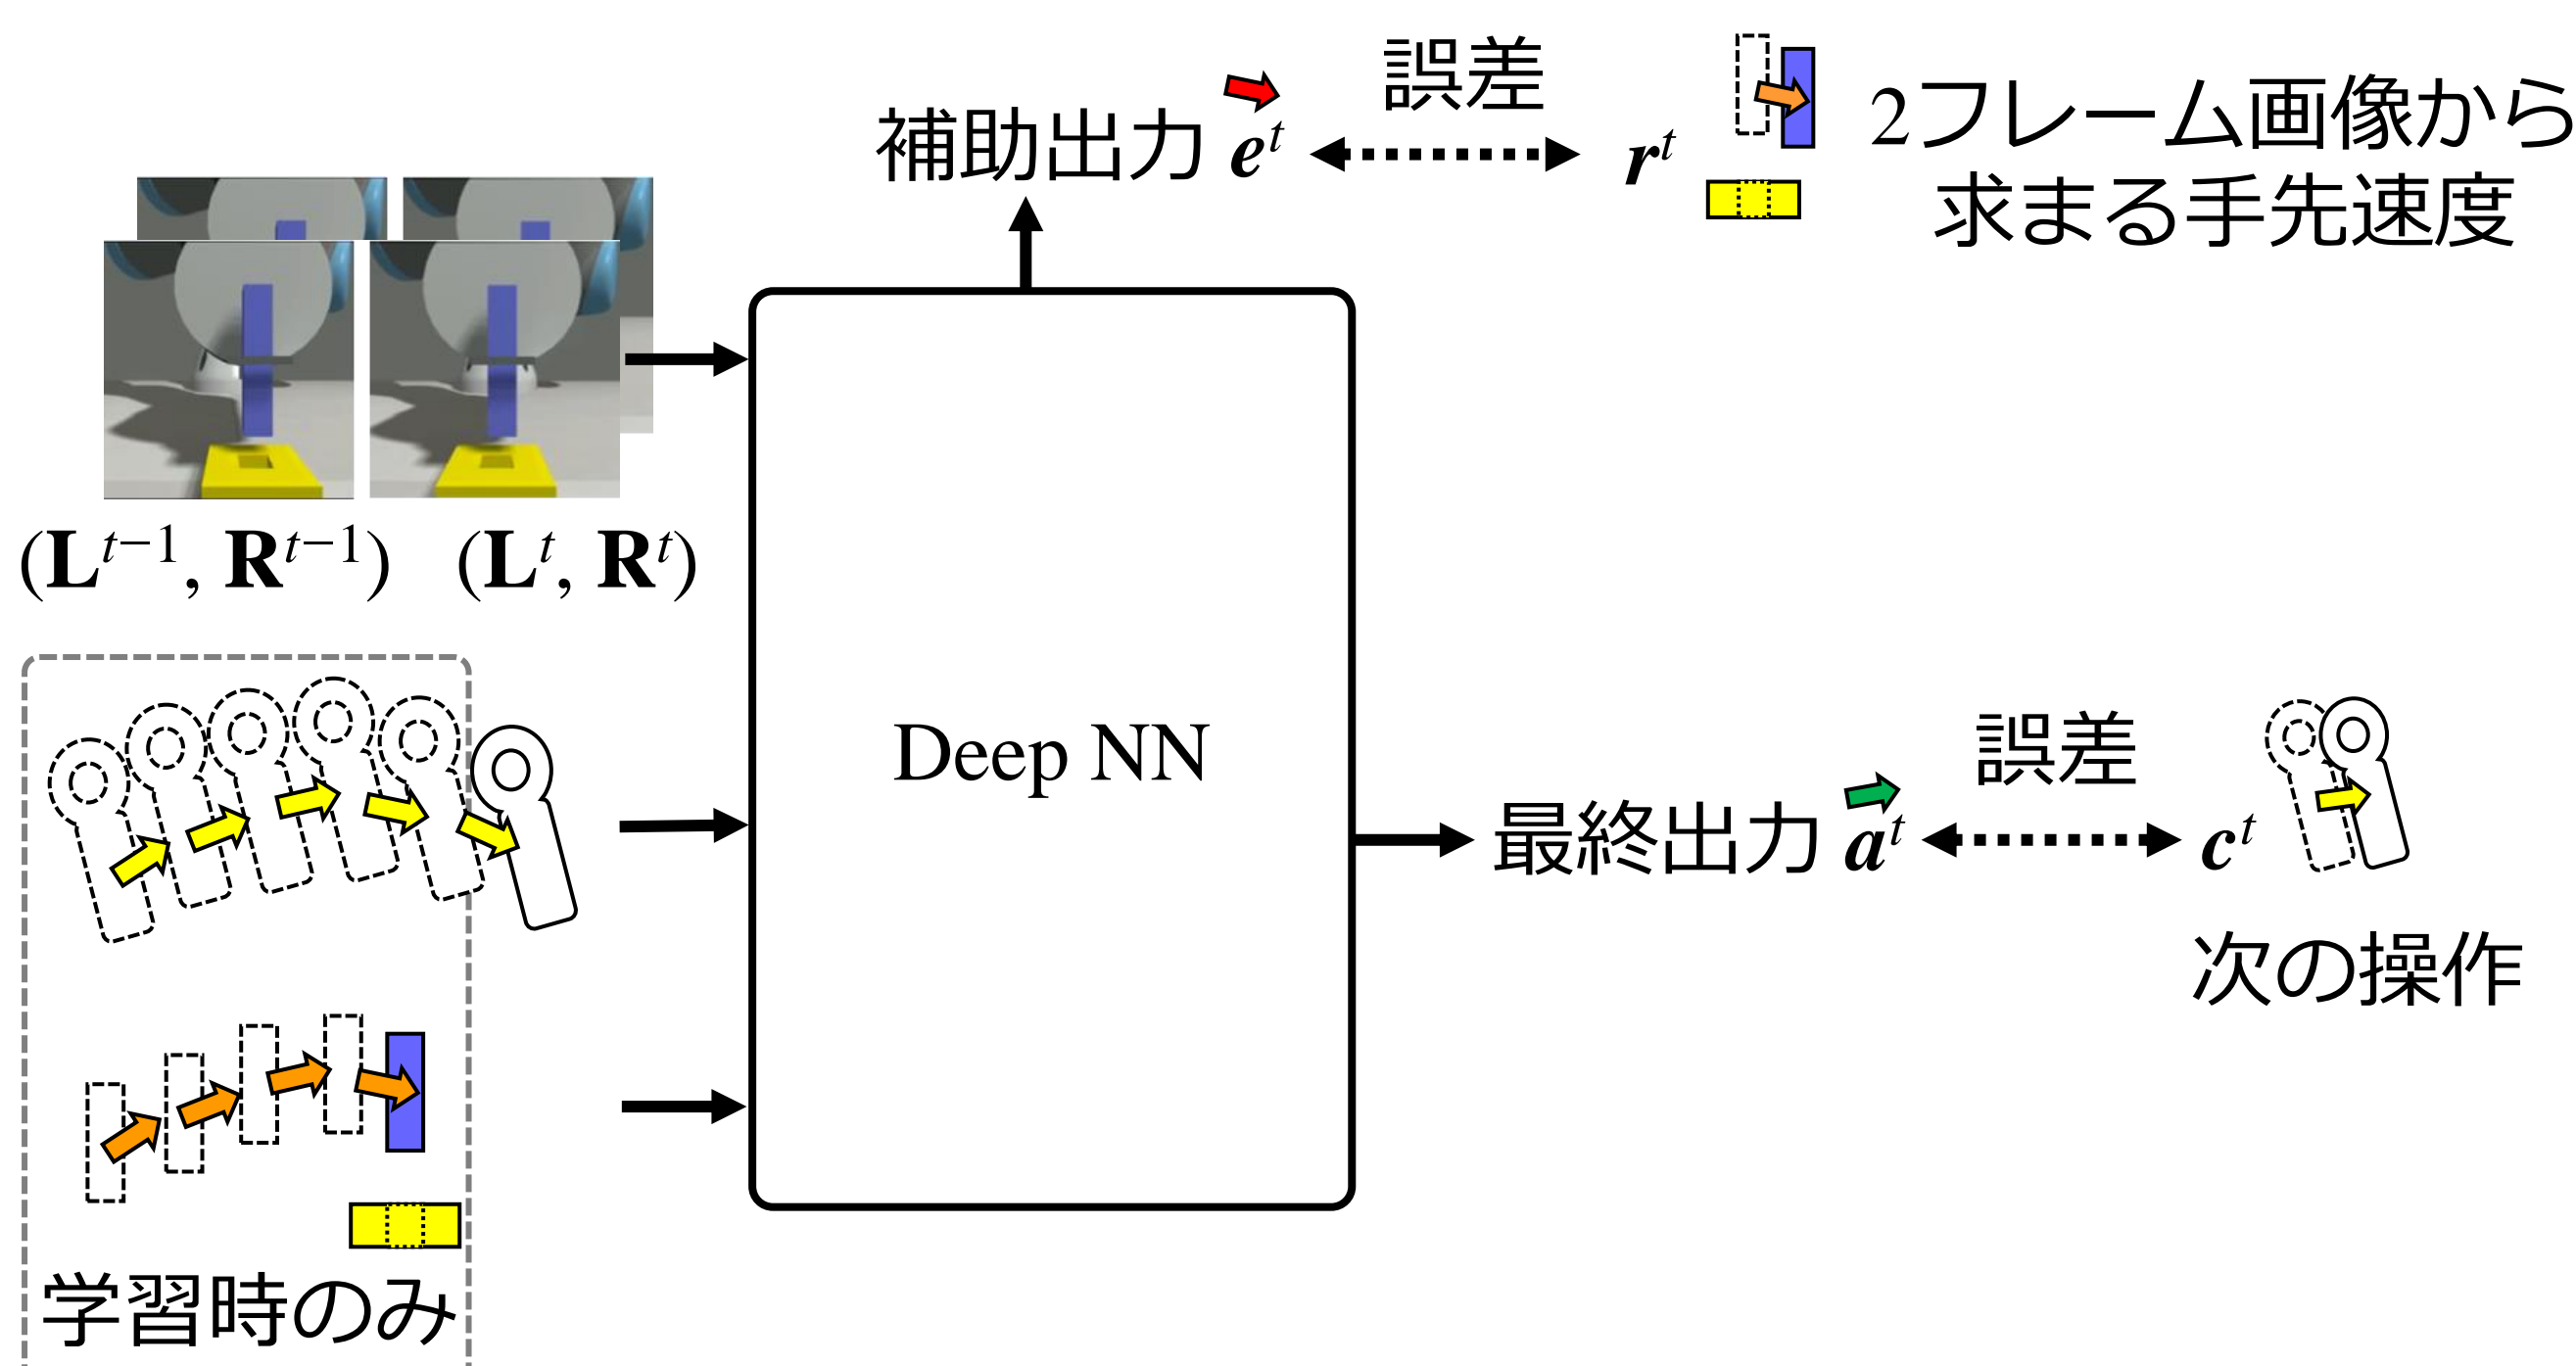 補助出力 e^t
誤差
r^t
2フレーム画像から
求まる手先速度
(L^{t−1}, R^{t−1})
(L^t, R^t)
Deep NN
最終出力 a^t
誤差
c^t
次の操作
学習時のみ